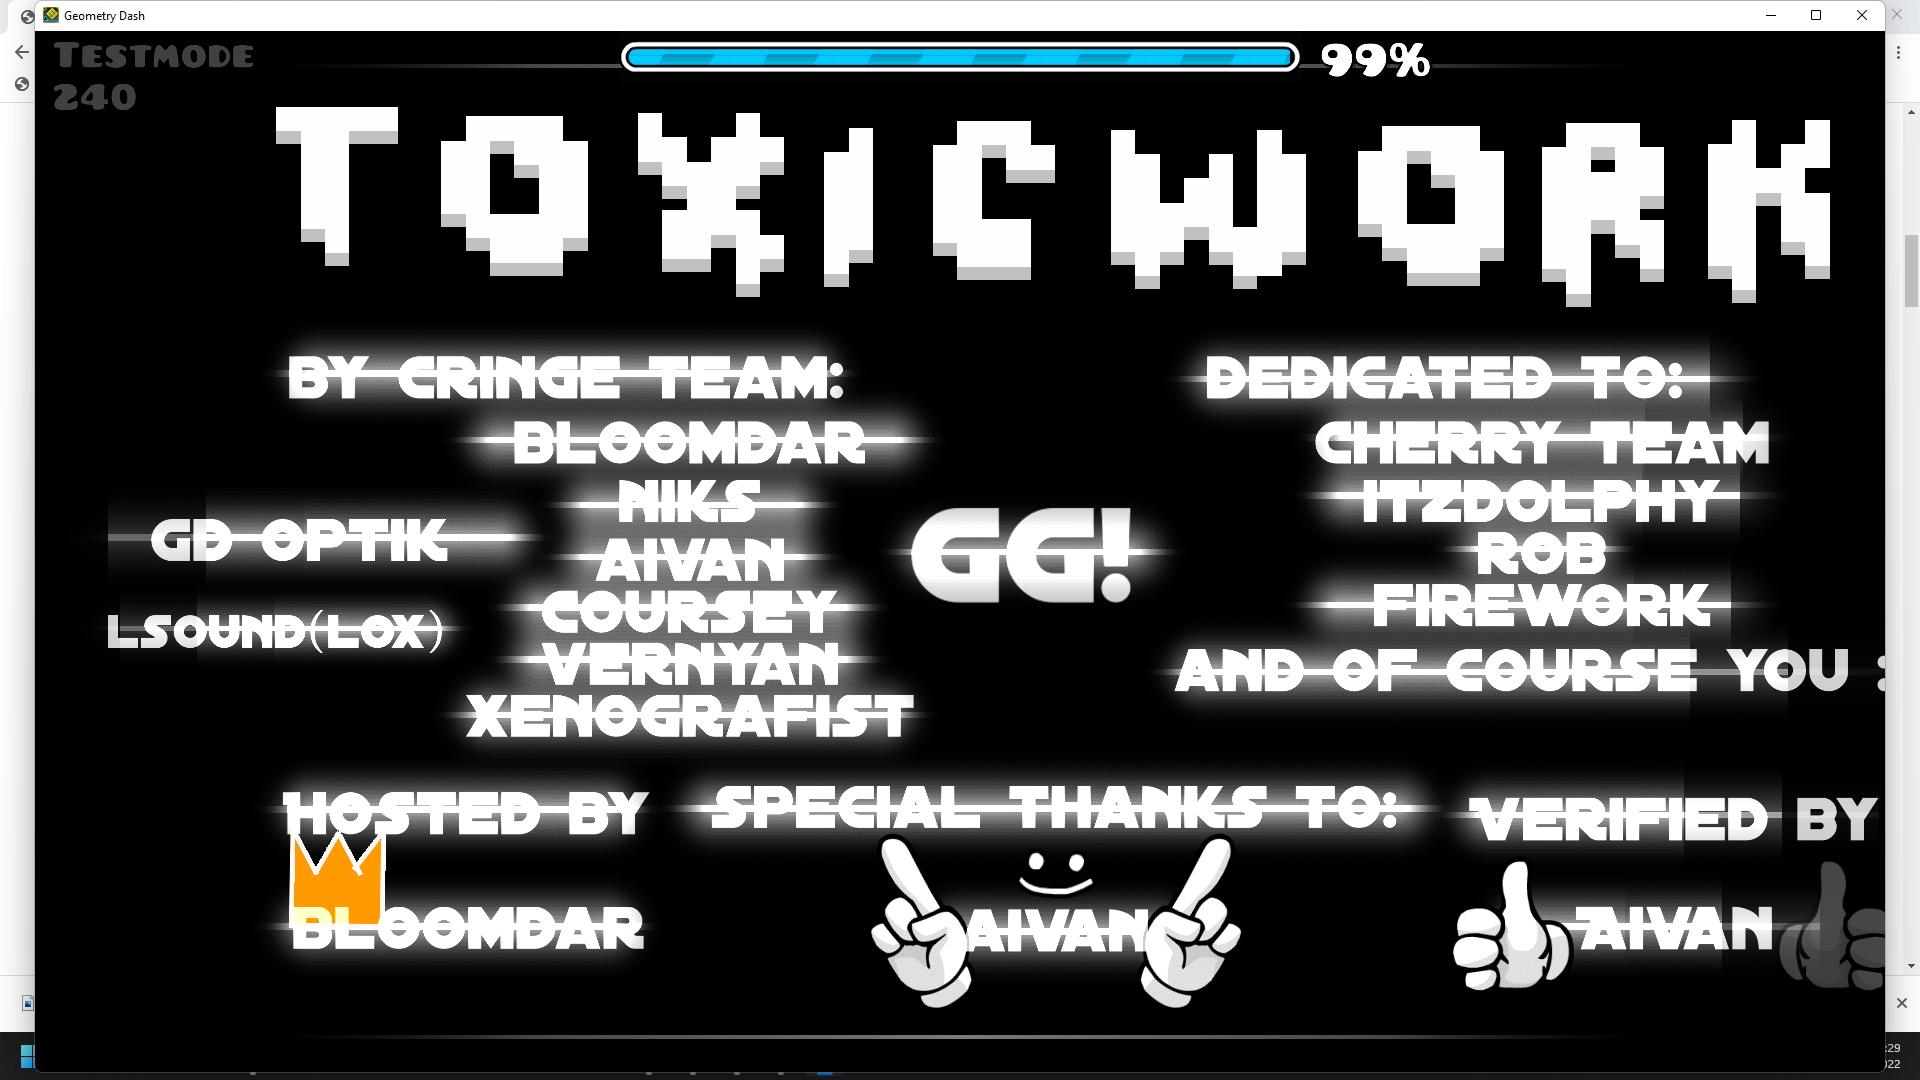 Geometry Dash
Testmode
240
99%
TOXICWORK
BY CRINGE TEAM:
BLOOMDAR
NIKS
AIVAN
COURSEY
VERNYAN
XENOGRAFIST
GD OPTIK
LSOUND(LOX)
GG!
DEDICATED TO:
CHERRY TEAM
ITZDOLPHY
ROB
FIREWORK
AND OF COURSE YOU :
HOSTED BY
BLOOMDAR
SPECIAL THANKS TO:
AIVAN
VERIFIED BY
AIVAN
:29
022